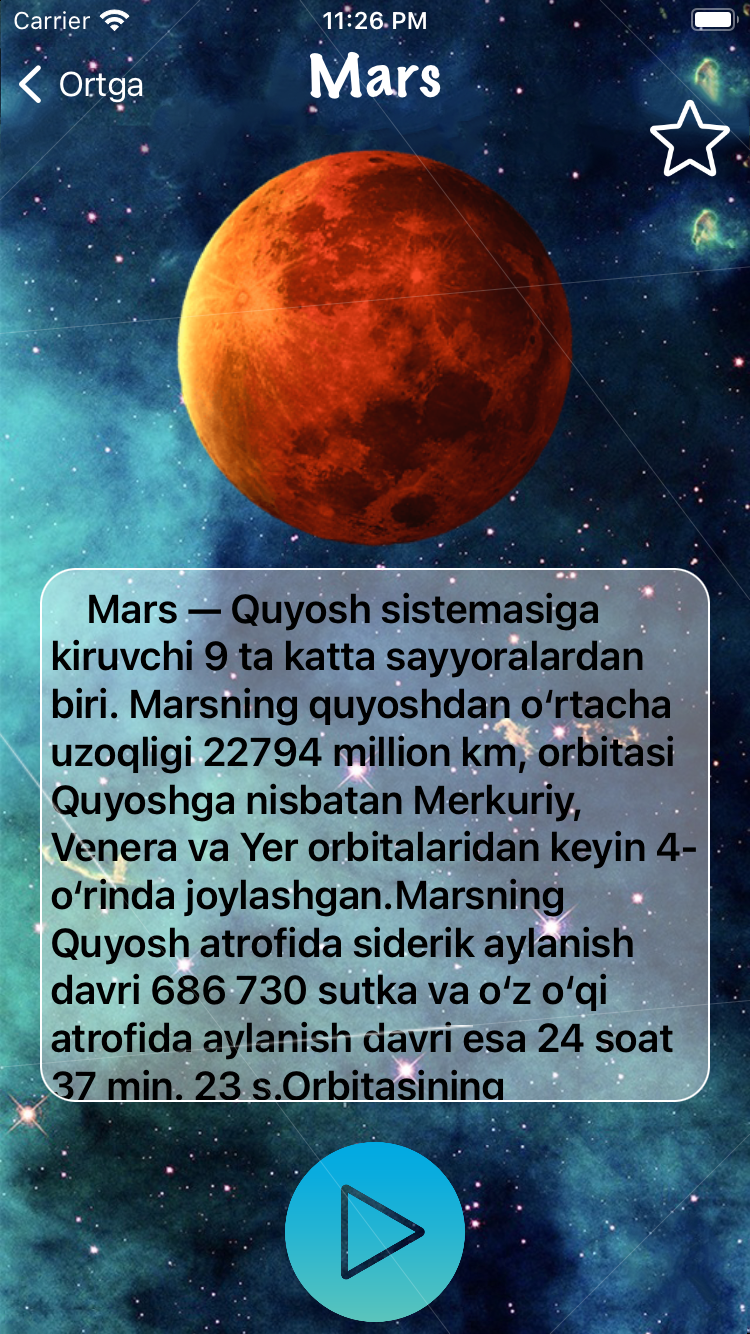 Carrier 11:26 PM
Ortga Mars
Mars — Quyosh sistemasiga
kiruvchi 9 ta katta sayyoralardan
biri. Marsning quyoshdan oʻrtacha
uzoqligi 22794 million km, orbitasi
Quyoshga nisbatan Merkuriy,
Venera va Yer orbitalaridan keyin 4-
oʻrinda joylashgan.Marsning
Quyosh atrofida siderik aylanish
davri 686 730 sutka va oʻz oʻqi
atrofida aylanish davri esa 24 soat
37 min. 23 s.Orbitasining